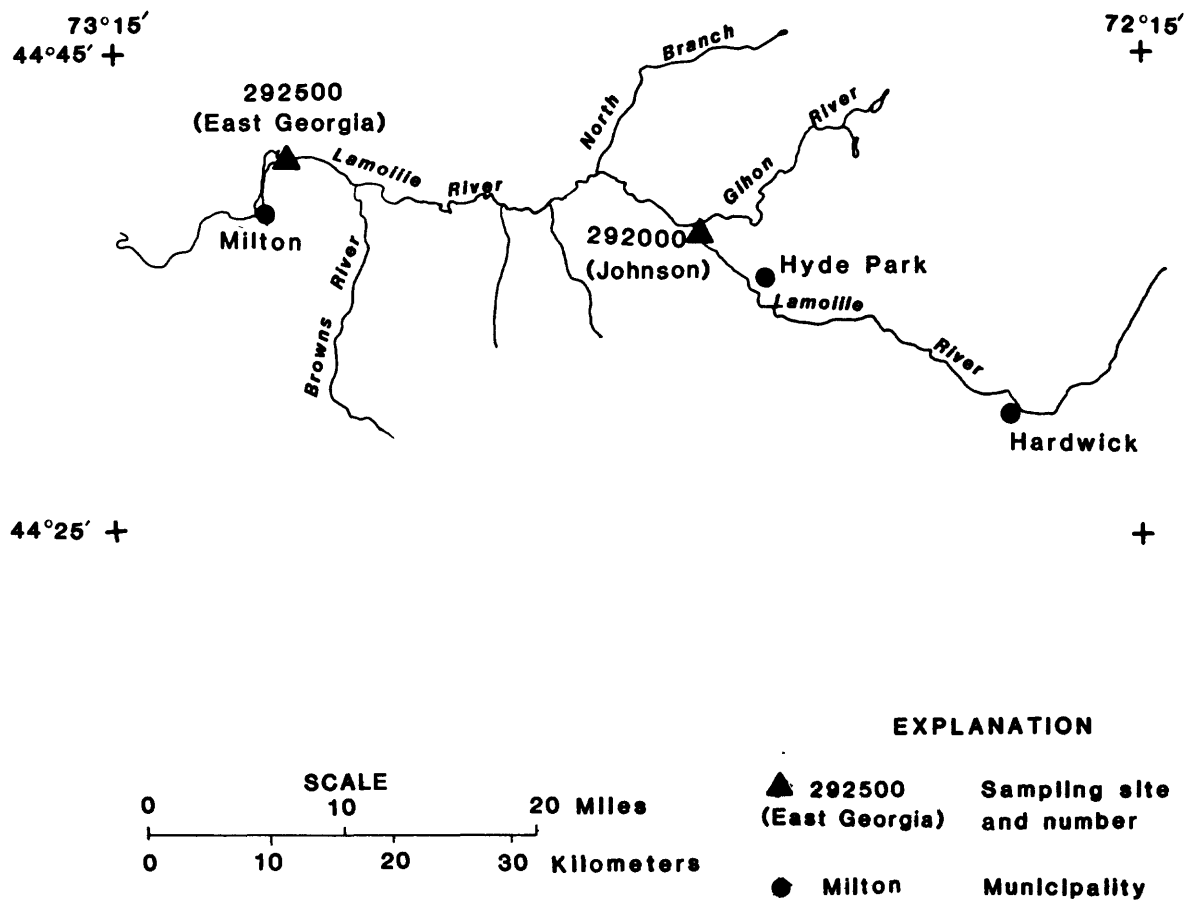 73°15′
72°15′
44°45′
292500
(East Georgia)
Lamoille
River
North
Branch
Gihon
River
Milton
Browns
River
292000
(Johnson)
Hyde Park
Lamoille
River
Hardwick
44°25′
EXPLANATION
SCALE
0 10 20 Miles
0 10 20 30 Kilometers
292500
(East Georgia)
Sampling site
and number
Milton
Municipality